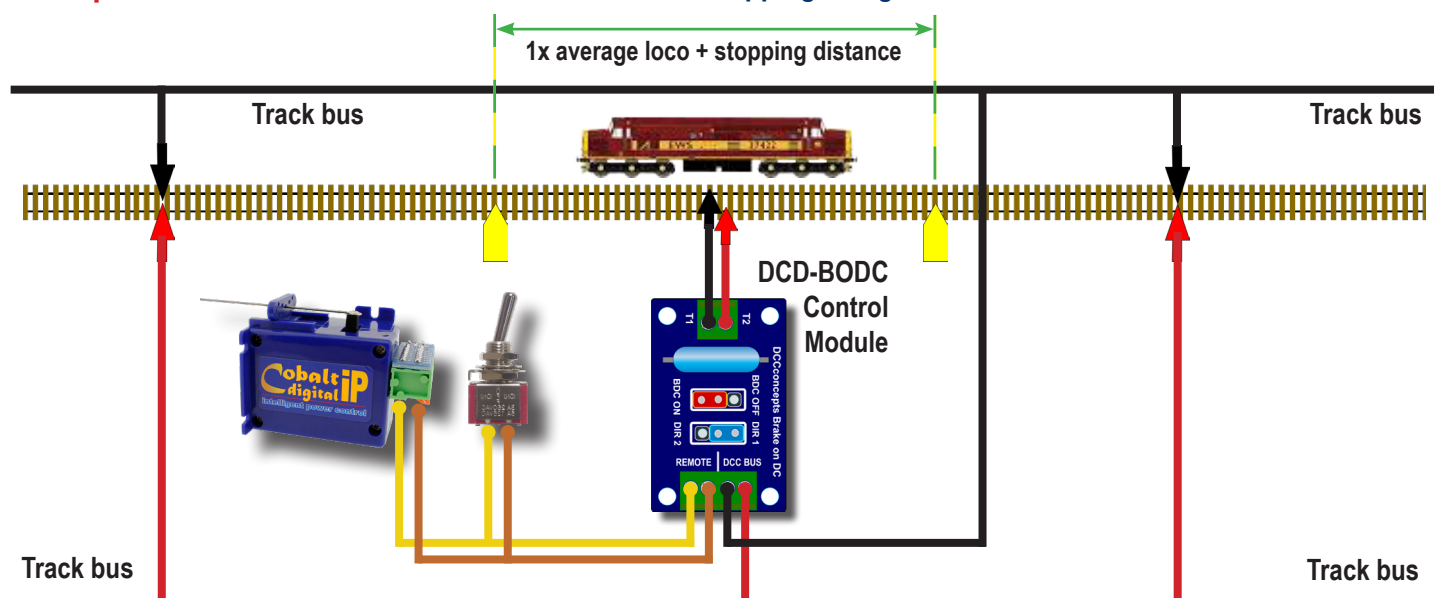 1x average loco + stopping distance
Track bus
Track bus
DCD-BODC
Control
Module
T1
T2
DCCconcepts Brake on DC
BDC ON
BDC OFF
DIR 2
DIR 1
REMOTE
DCC BUS
Cobalt iP
digital
intelligent power control
EWS
37422
Track bus
Track bus